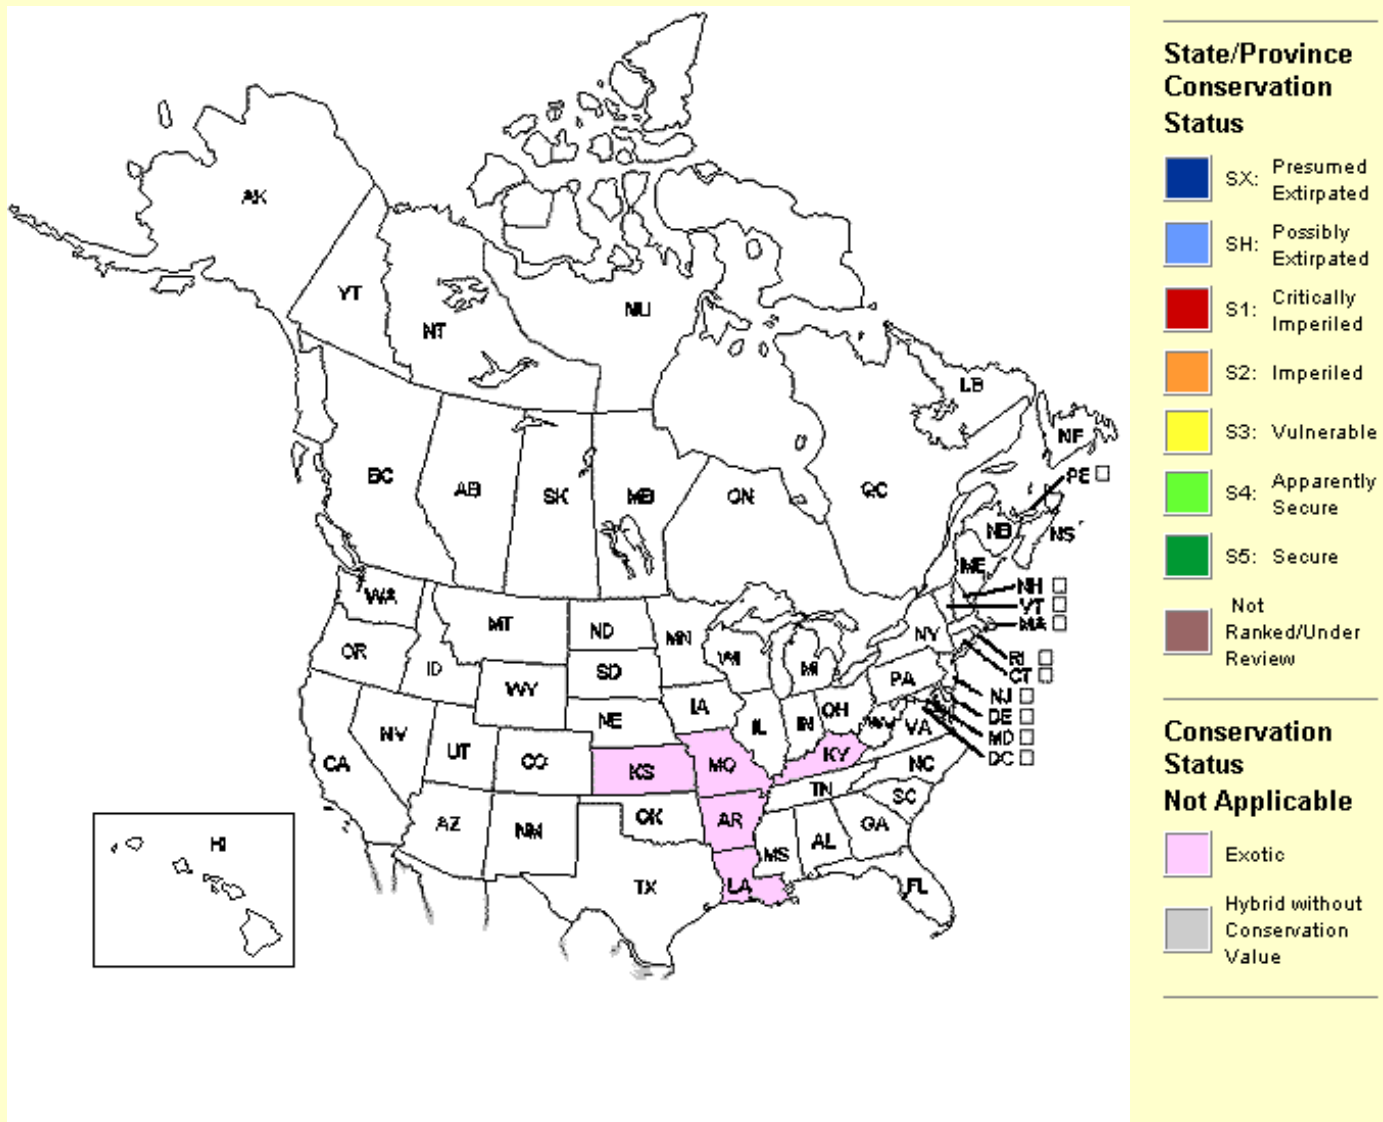 AK
YT
NT
NU
LB
NF
PE
BC
AB
SK
MB
ON
QC
NB
NS
ME
NH
VT
MA
WA
MT
ND
MN
NY
OR
ID
SD
WI
MI
RI
CT
WY
PA
NJ
IA
NE
IL
IN
OH
WV
VA
DE
MD
DC
NV
UT
CO
CA
KS
MO
KY
NC
TN
SC
AZ
NM
OK
AR
MS
AL
GA
HI
TX
LA
FL
State/Province
Conservation
Status
SX: Presumed
Extirpated
SH: Possibly
Extirpated
S1: Critically
Imperiled
S2: Imperiled
S3: Vulnerable
S4: Apparently
Secure
S5: Secure
Not
Ranked/Under
Review
Conservation
Status
Not Applicable
Exotic
Hybrid without
Conservation
Value